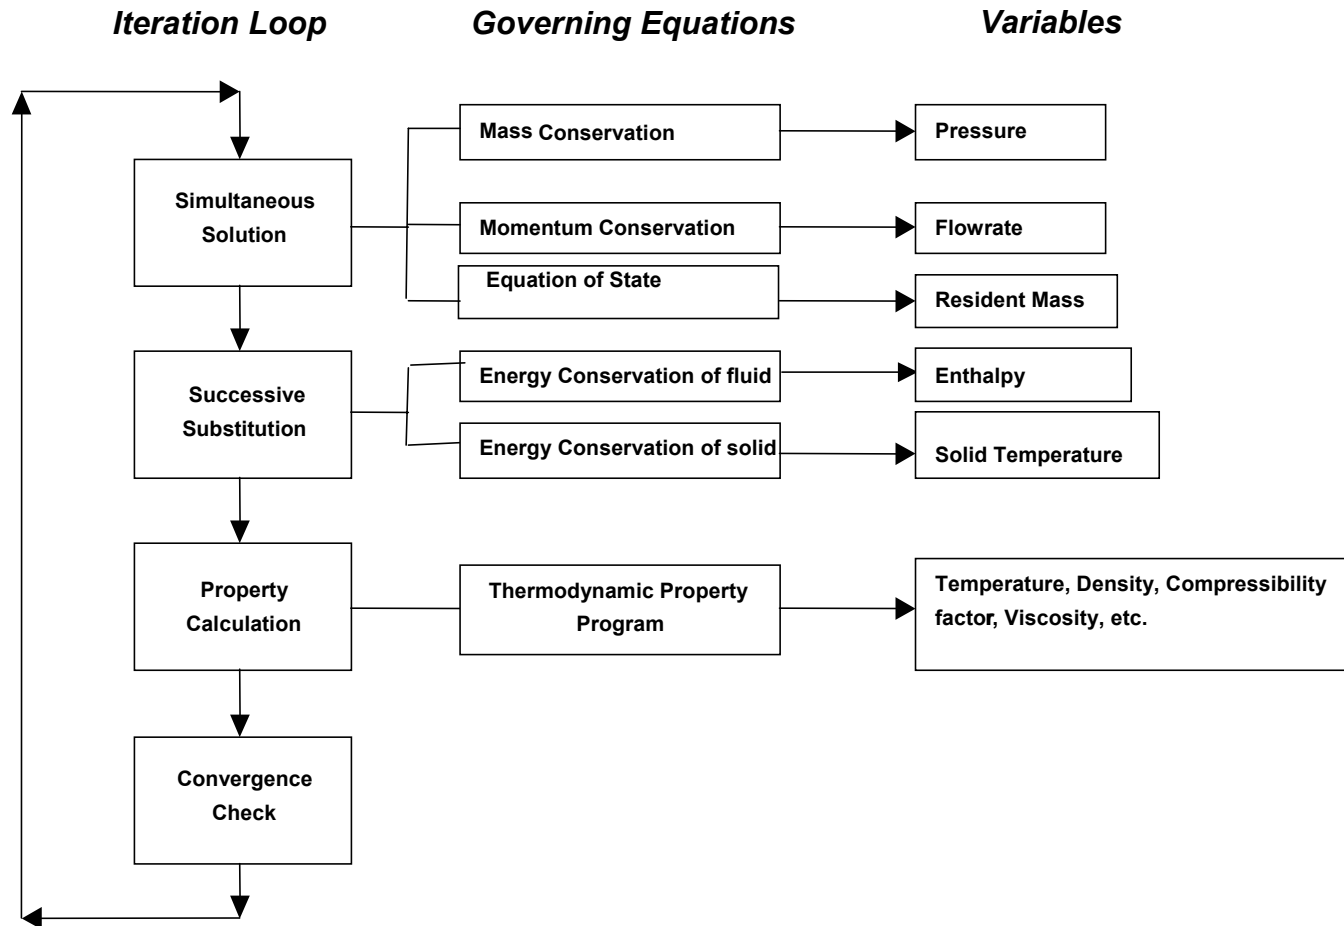 Iteration Loop
Governing Equations
Variables
Simultaneous
Solution
Mass Conservation
Pressure
Momentum Conservation
Flowrate
Equation of State
Resident Mass
Successive
Substitution
Energy Conservation of fluid
Enthalpy
Energy Conservation of solid
Solid Temperature
Property
Calculation
Thermodynamic Property
Program
Temperature, Density, Compressibility
factor, Viscosity, etc.
Convergence
Check